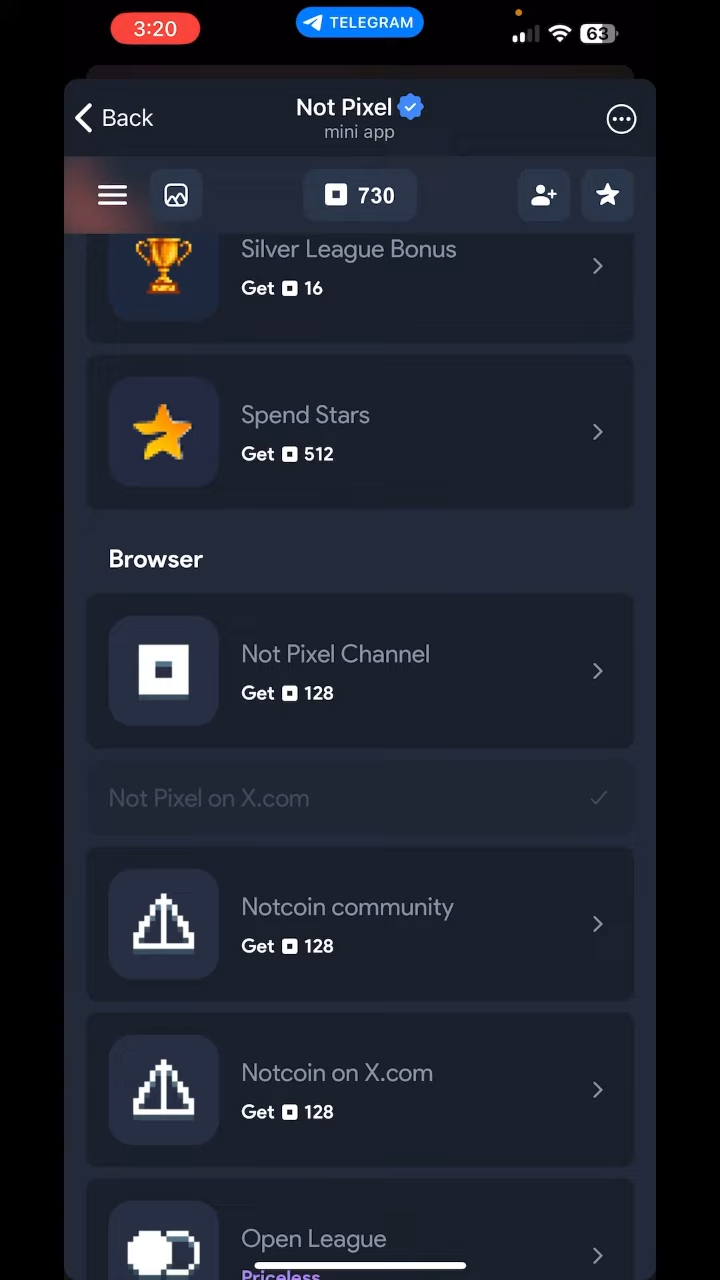 3:20
TELEGRAM
63
Back
Not Pixel
mini app
730
Silver League Bonus
Get 16
Spend Stars
Get 512
Browser
Not Pixel Channel
Get 128
Not Pixel on X.com
Notcoin community
Get 128
Notcoin on X.com
Get 128
Open League
Priceless